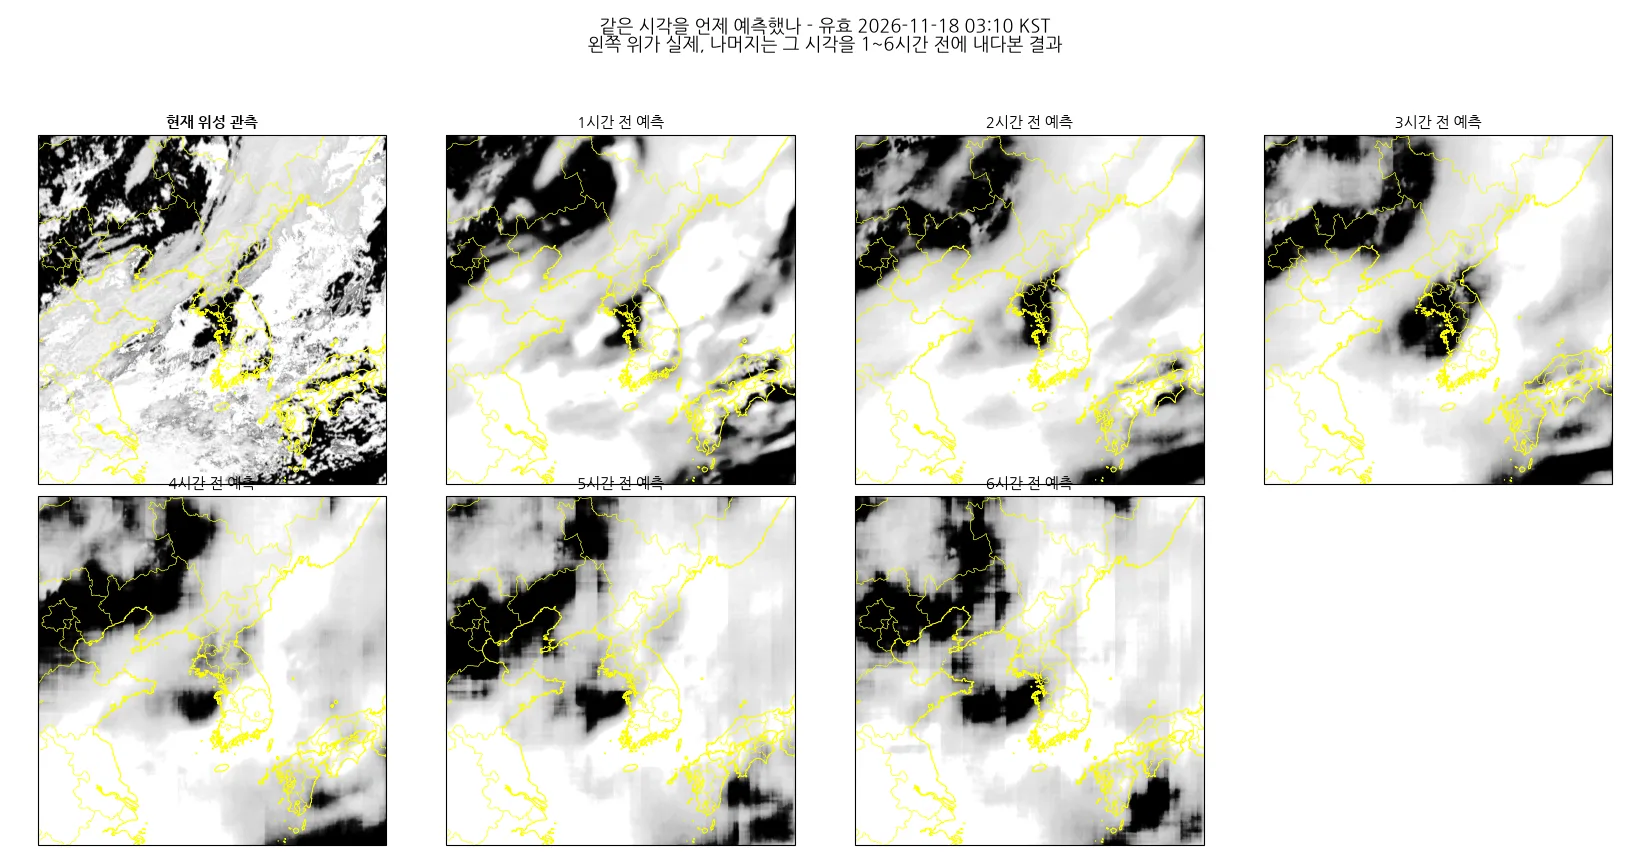 같은 시각을 언제 예측했나 - 유효 2026-11-18 03:10 KST
왼쪽 위가 실제, 나머지는 그 시각을 1~6시간 전에 내다본 결과
현재 위성 관측
1시간 전 예측
2시간 전 예측
3시간 전 예측
4시간 전 예측
5시간 전 예측
6시간 전 예측